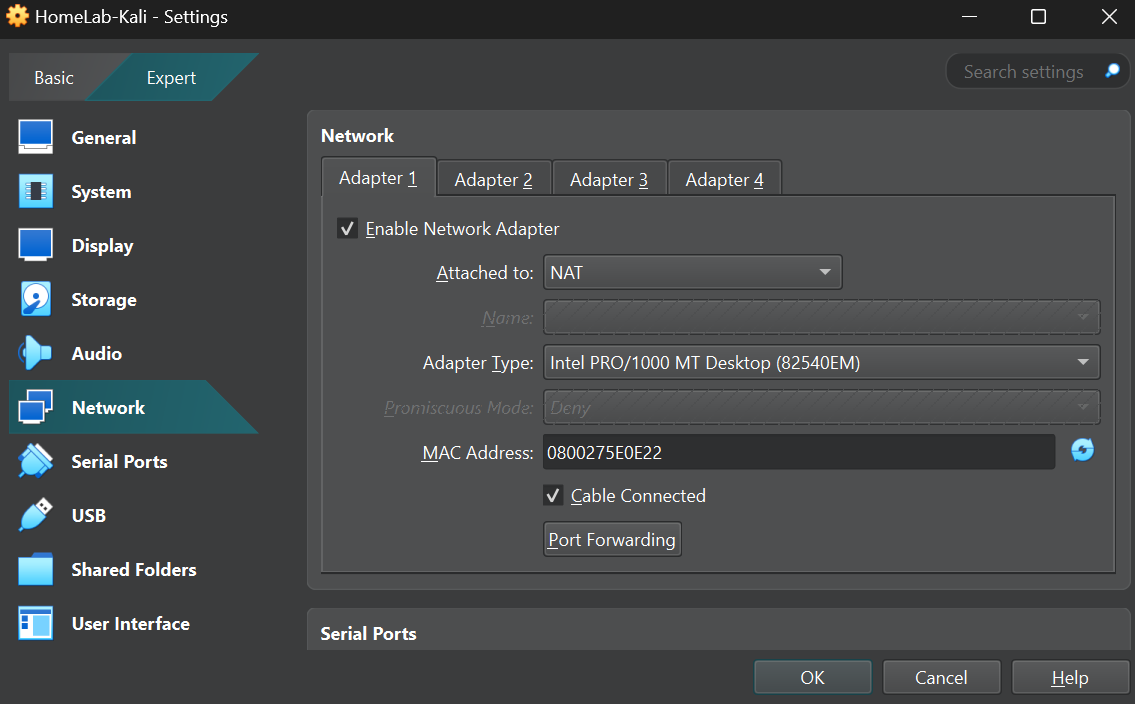 HomeLab-Kali - Settings
Basic
Expert
Search settings
General
System
Display
Storage
Audio
Network
Serial Ports
USB
Shared Folders
User Interface
Network
Adapter 1
Adapter 2
Adapter 3
Adapter 4
Enable Network Adapter
Attached to: NAT
Name:
Adapter Type: Intel PRO/1000 MT Desktop (82540EM)
Promiscuous Mode: Deny
MAC Address: 0800275E0E22
Cable Connected
Port Forwarding
Serial Ports
OK
Cancel
Help